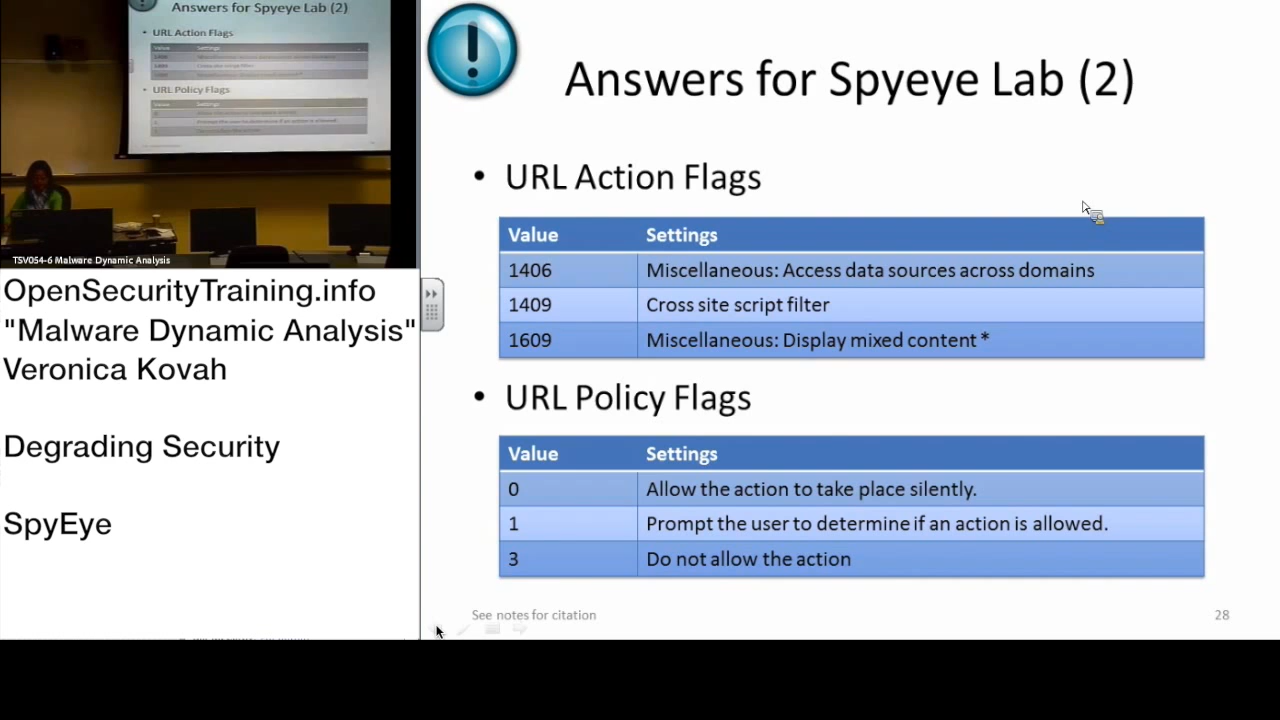 Answers for Spyeye Lab (2)
• URL Action Flags
Value Settings
• URL Policy Flags
Value Settings
TSV054-6 Malware Dynamic Analysis
OpenSecurityTraining.info
"Malware Dynamic Analysis"
Veronica Kovah
Degrading Security
SpyEye
Answers for Spyeye Lab (2)
• URL Action Flags
Value Settings
1406 Miscellaneous: Access data sources across domains
1409 Cross site script filter
1609 Miscellaneous: Display mixed content *
• URL Policy Flags
Value Settings
0 Allow the action to take place silently.
1 Prompt the user to determine if an action is allowed.
3 Do not allow the action
See notes for citation 28